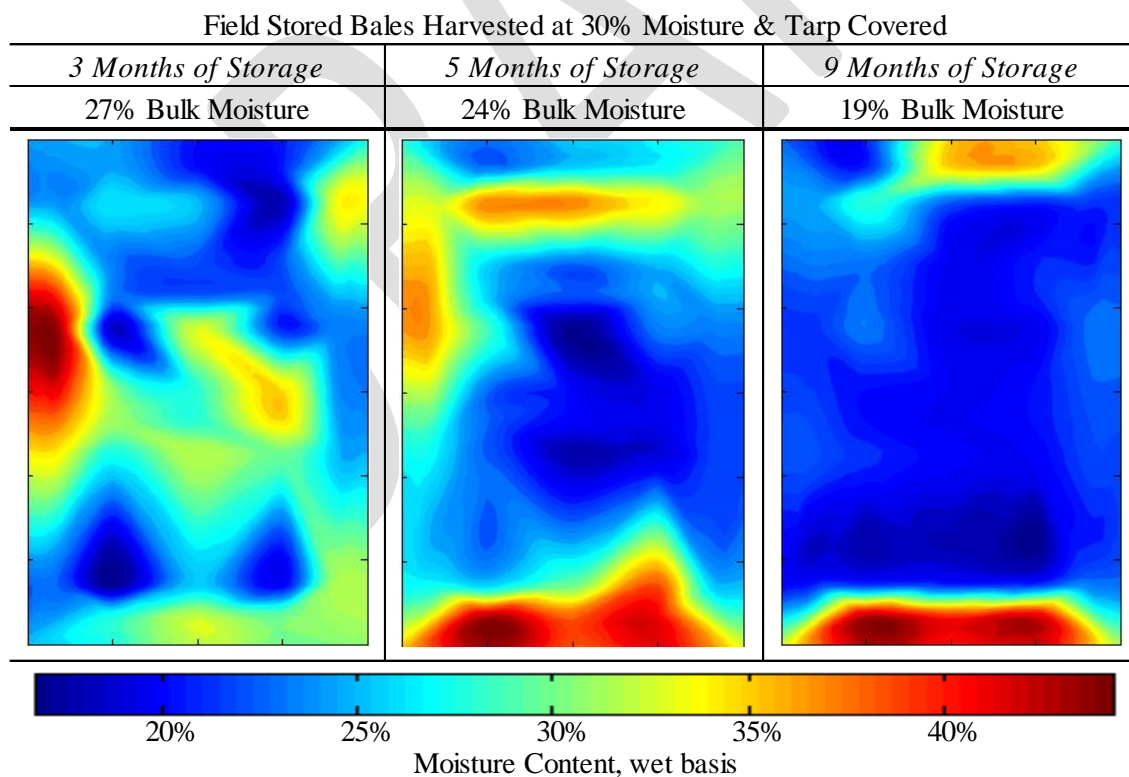 Field Stored Bales Harvested at 30% Moisture & Tarp Covered
3 Months of Storage 5 Months of Storage 9 Months of Storage
27% Bulk Moisture 24% Bulk Moisture 19% Bulk Moisture
20% 25% 30% 35% 40%
Moisture Content, wet basis